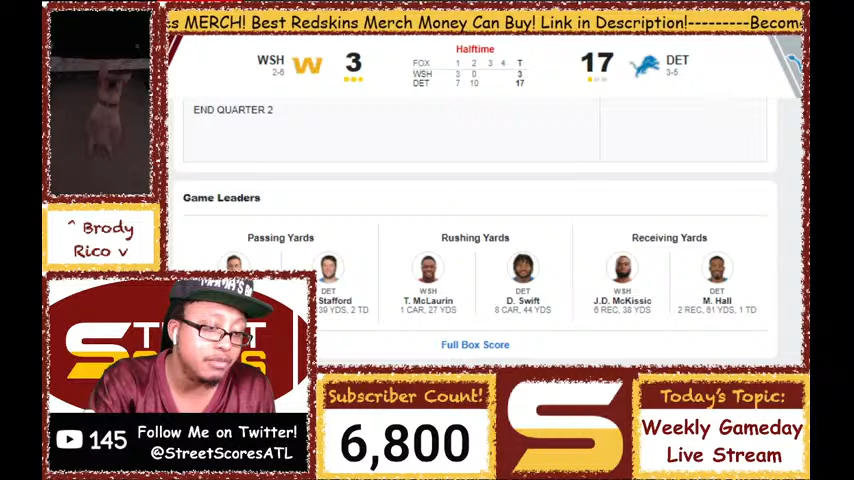 s MERCH! Best Redskins Merch Money Can Buy! Link in Description!---------Becom
Halftime
WSH
2-6
W
3
FOX 1 2 3 4 T
WSH 3 0 3
DET 7 10 17
17
DET
3-5
END QUARTER 2
Game Leaders
Passing Yards
Rushing Yards
Receiving Yards
DET
Stafford
39 YDS, 2 TD
WSH
T. McLaurin
1 CAR, 27 YDS
DET
D. Swift
8 CAR, 44 YDS
WSH
J.D. McKissic
6 REC, 38 YDS
DET
M. Hall
2 REC, 61 YDS, 1 TD
Full Box Score
^ Brody
Rico v
145
Follow Me on Twitter!
@StreetScoresATL
Subscriber Count!
6,800
S
Today's Topic:
Weekly Gameday
Live Stream